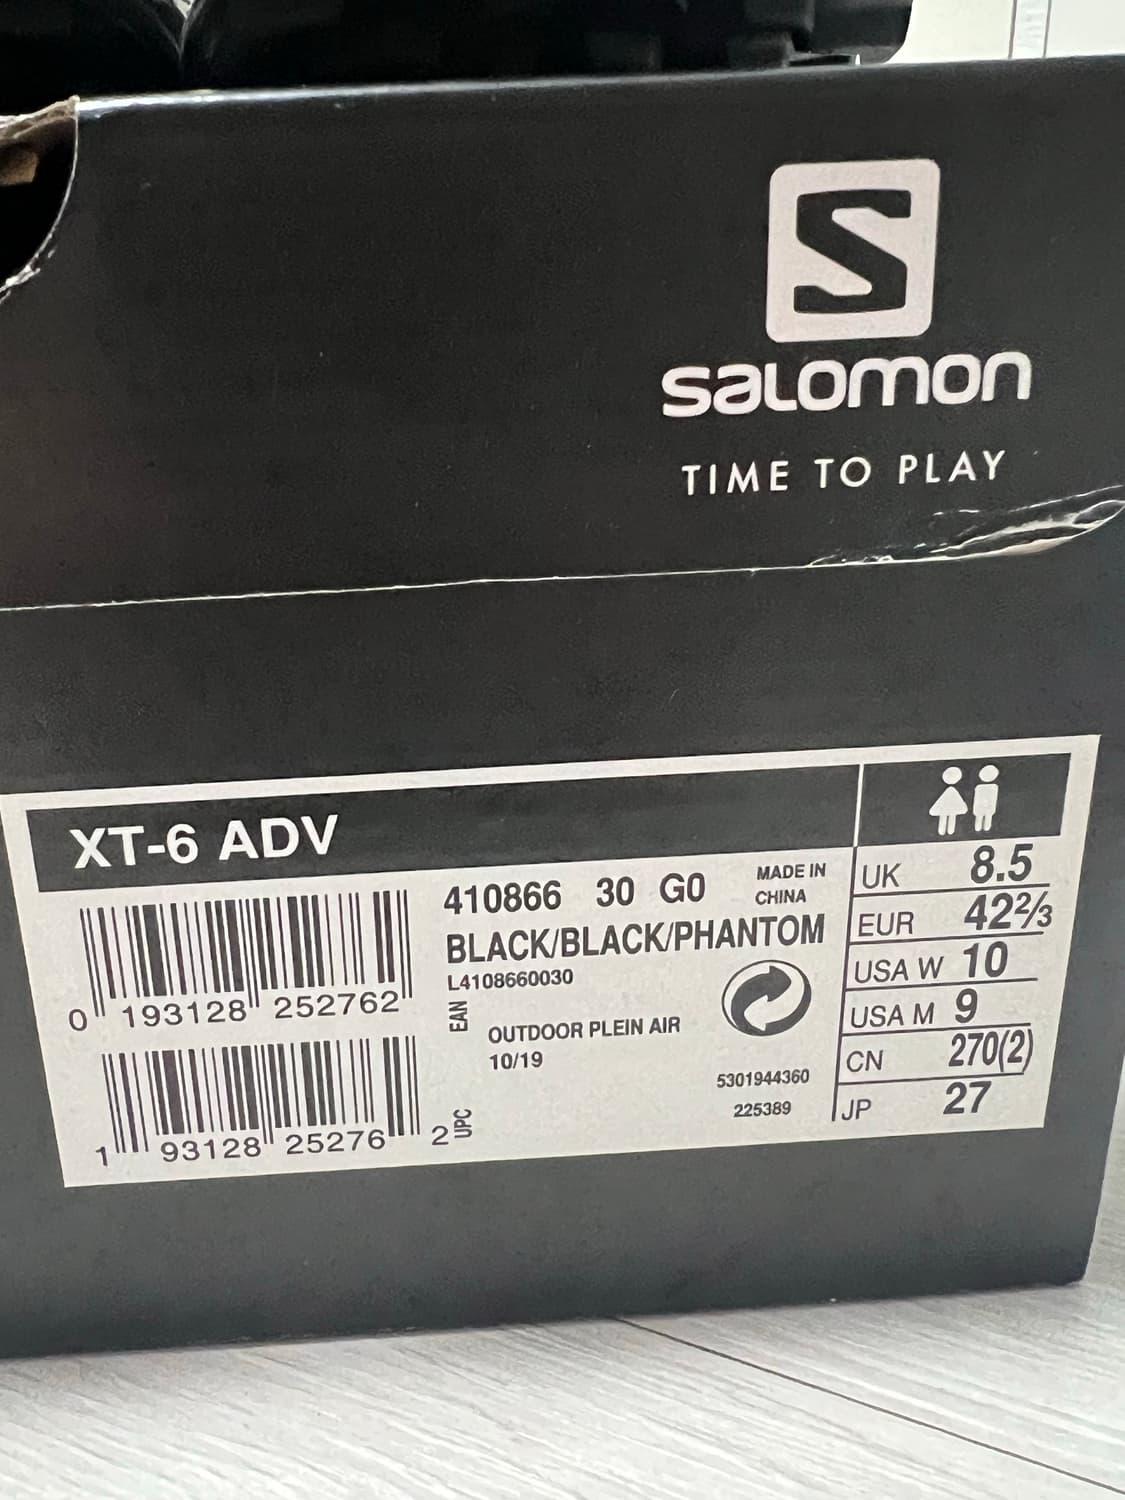 S
SALOMON
TIME TO PLAY
XT-6 ADV
410866 30 G0
MADE IN
CHINA
BLACK/BLACK/PHANTOM
L4108660030
0 193128 252762
EAN
OUTDOOR PLEIN AIR
10/19
1 93128 25276 2
UPC
5301944360
225389
UK 8.5
EUR 42⅔
USA W 10
USA M 9
CN 270(2)
JP 27